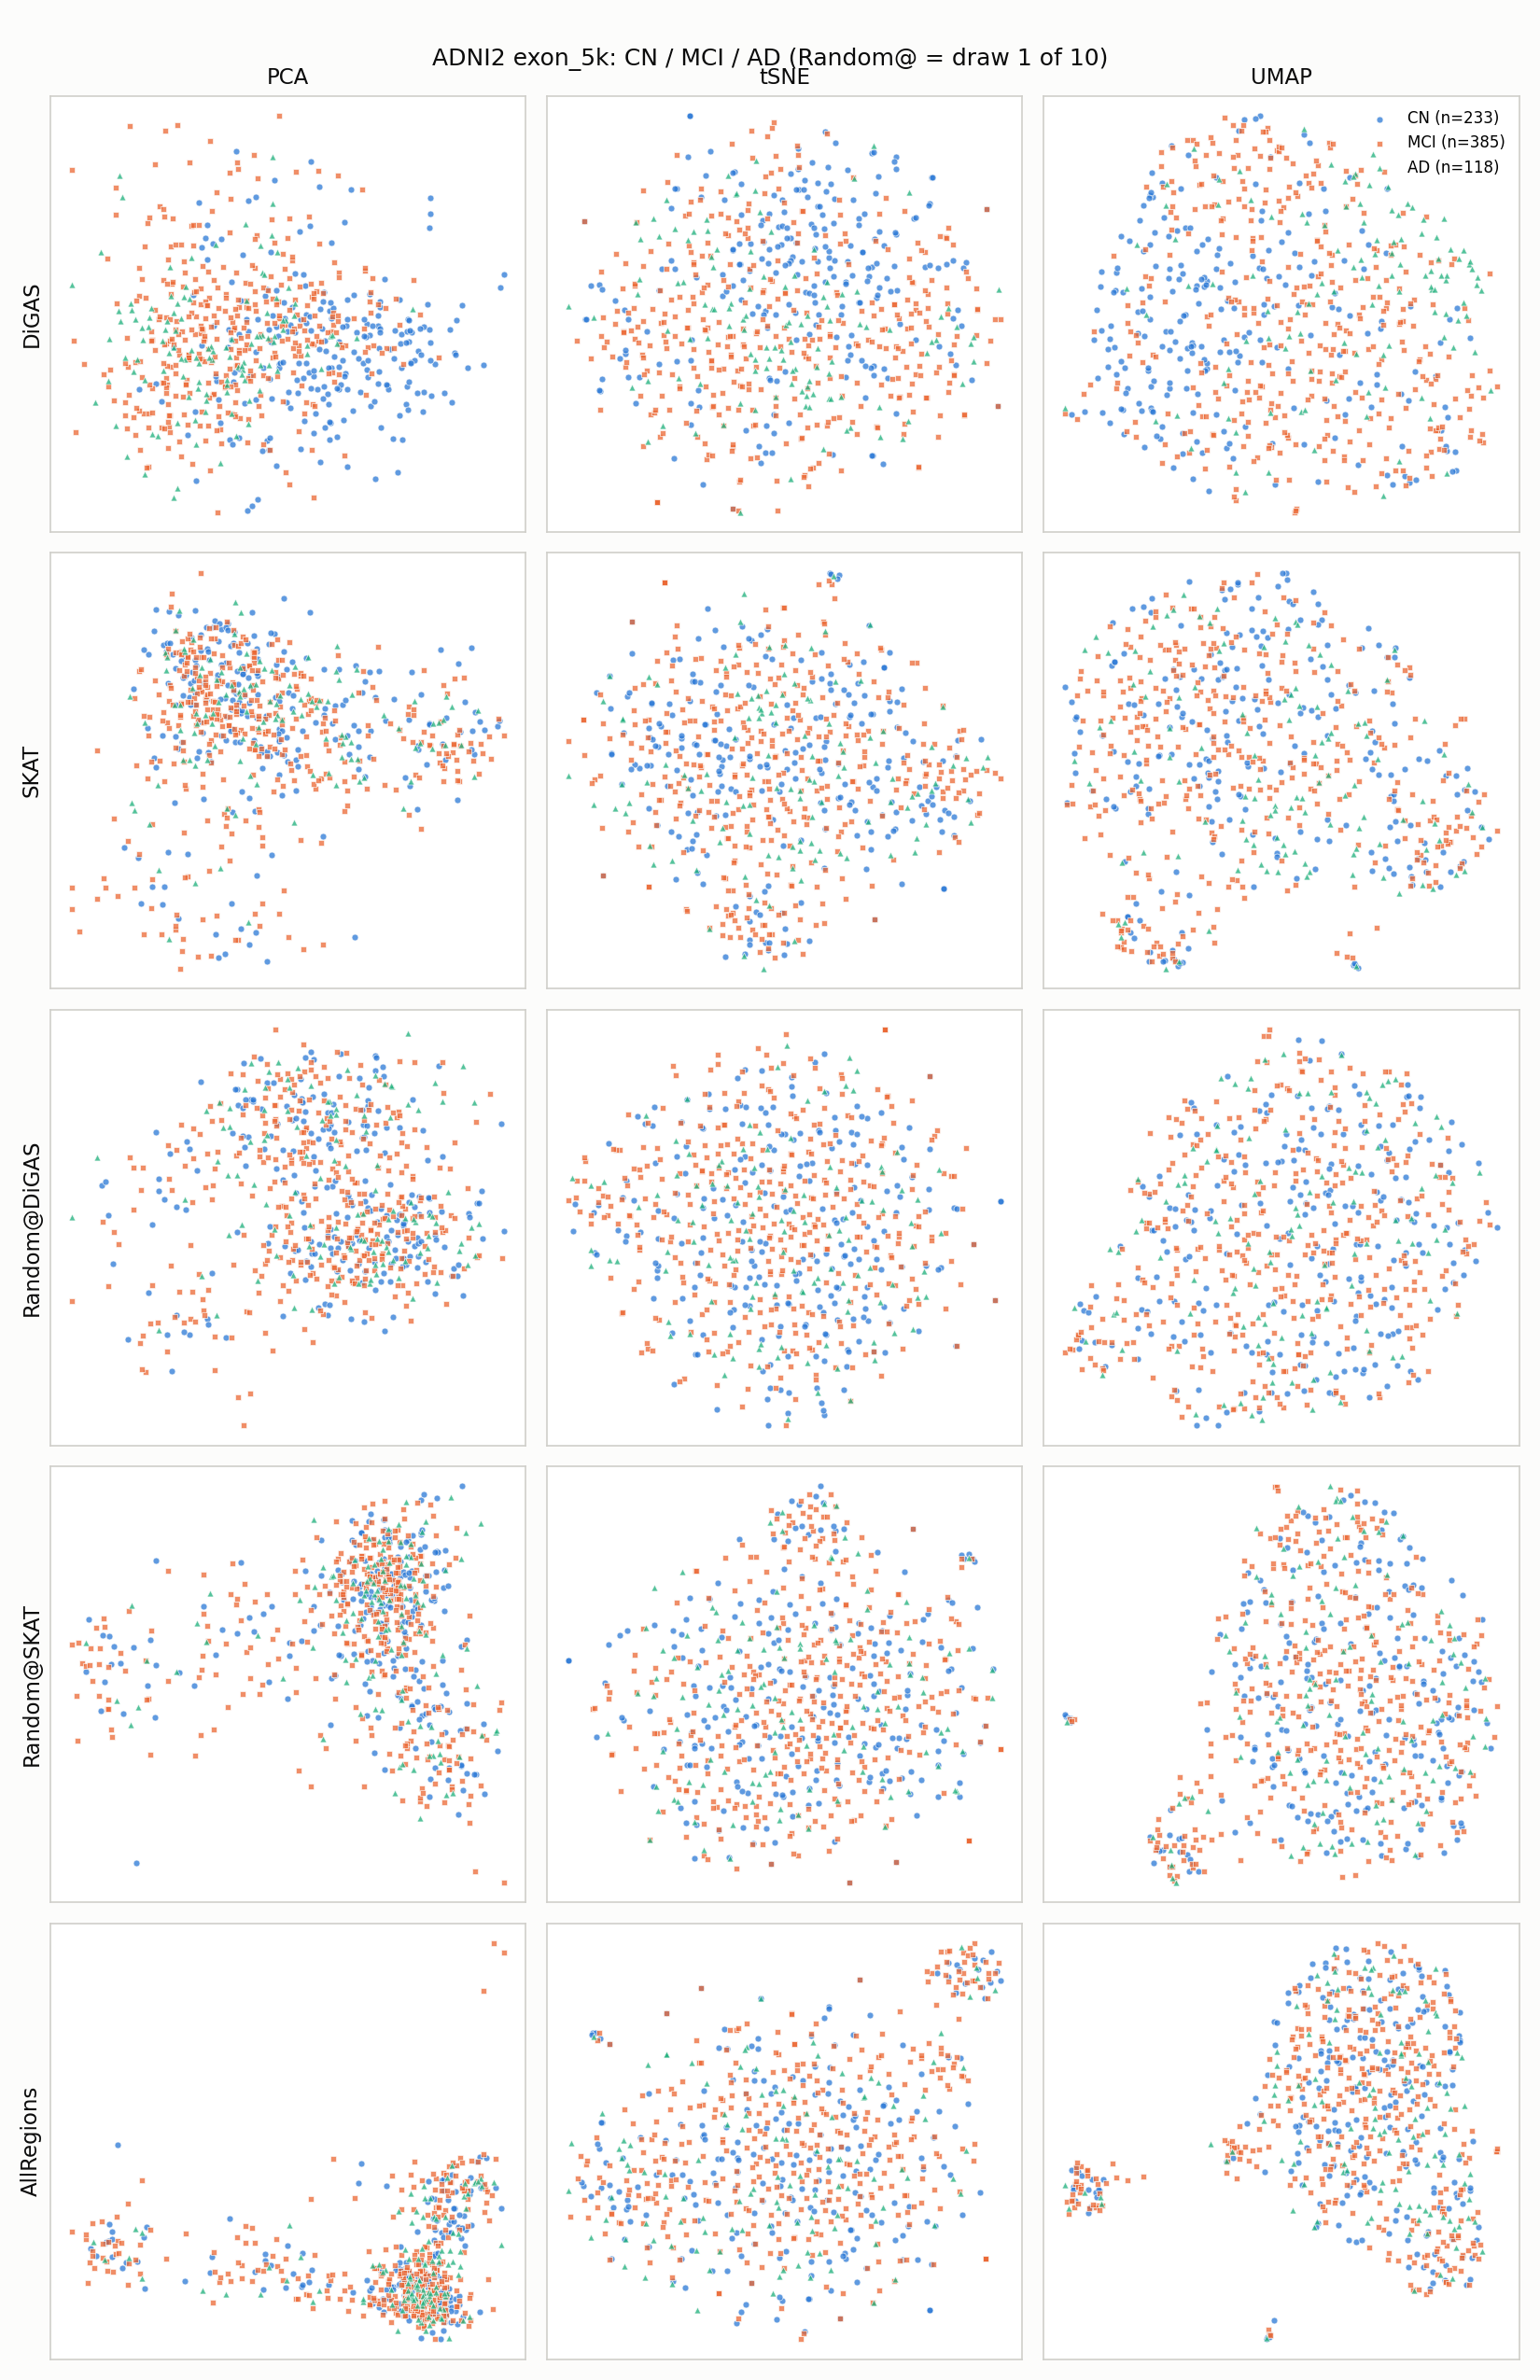 ADNI2 exon_5k: CN / MCI / AD (Random@ = draw 1 of 10)
PCA
tSNE
UMAP
CN (n=233)
MCI (n=385)
AD (n=118)
DiGAS
SKAT
Random@DiGAS
Random@SKAT
AllRegions